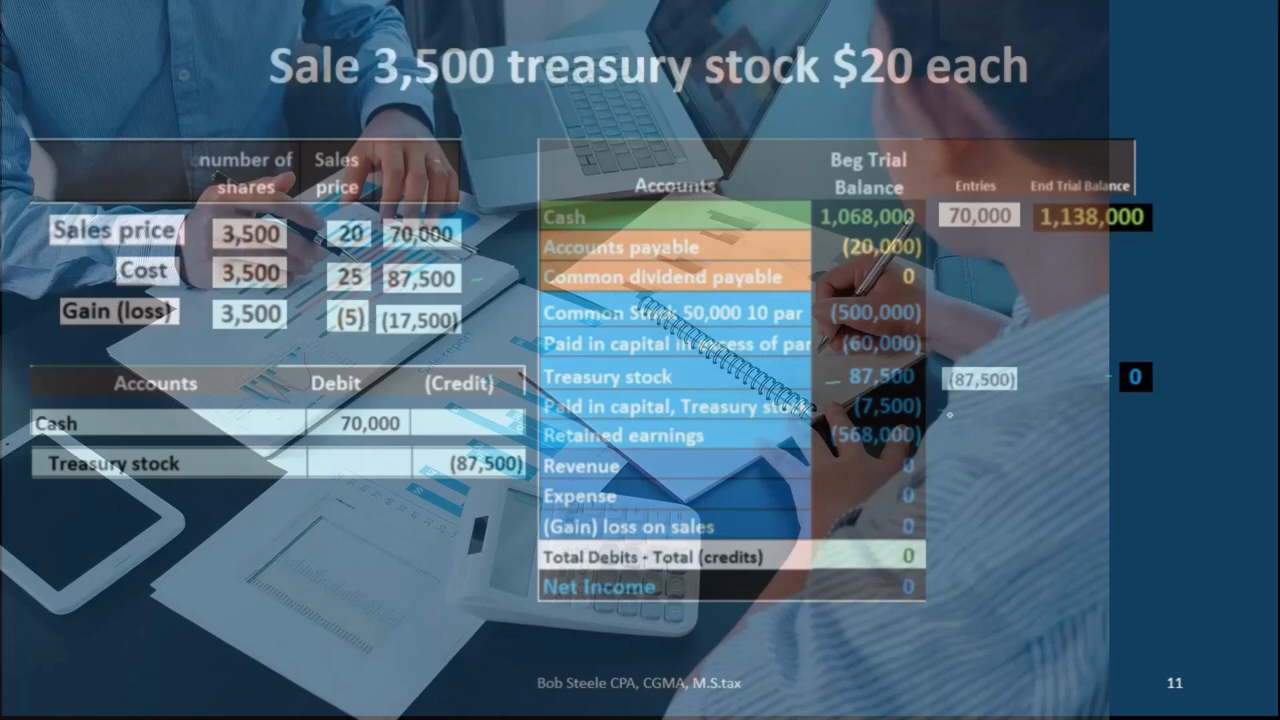 Sale 3,500 treasury stock $20 each
number of shares Sales price
Sales price 3,500 20 70,000
Cost 3,500 25 87,500
Gain (loss) 3,500 (5) (17,500)
Accounts Debit (Credit)
Cash 70,000
Treasury stock (87,500)
Accounts Beg Trial Balance Entries End Trial Balance
Cash 1,068,000 70,000 1,138,000
Accounts payable (20,000)
Common dividend payable 0
Common Stock 50,000 10 par (500,000)
Paid in capital in excess of par (60,000)
Treasury stock 87,500 (87,500) 0
Paid in capital, Treasury stock (7,500)
Retained earnings (568,000)
Revenue 0
Expense 0
(Gain) loss on sales 0
Total Debits - Total (credits) 0
Net Income 0
Bob Steele CPA, CGMA, M.S.tax
11